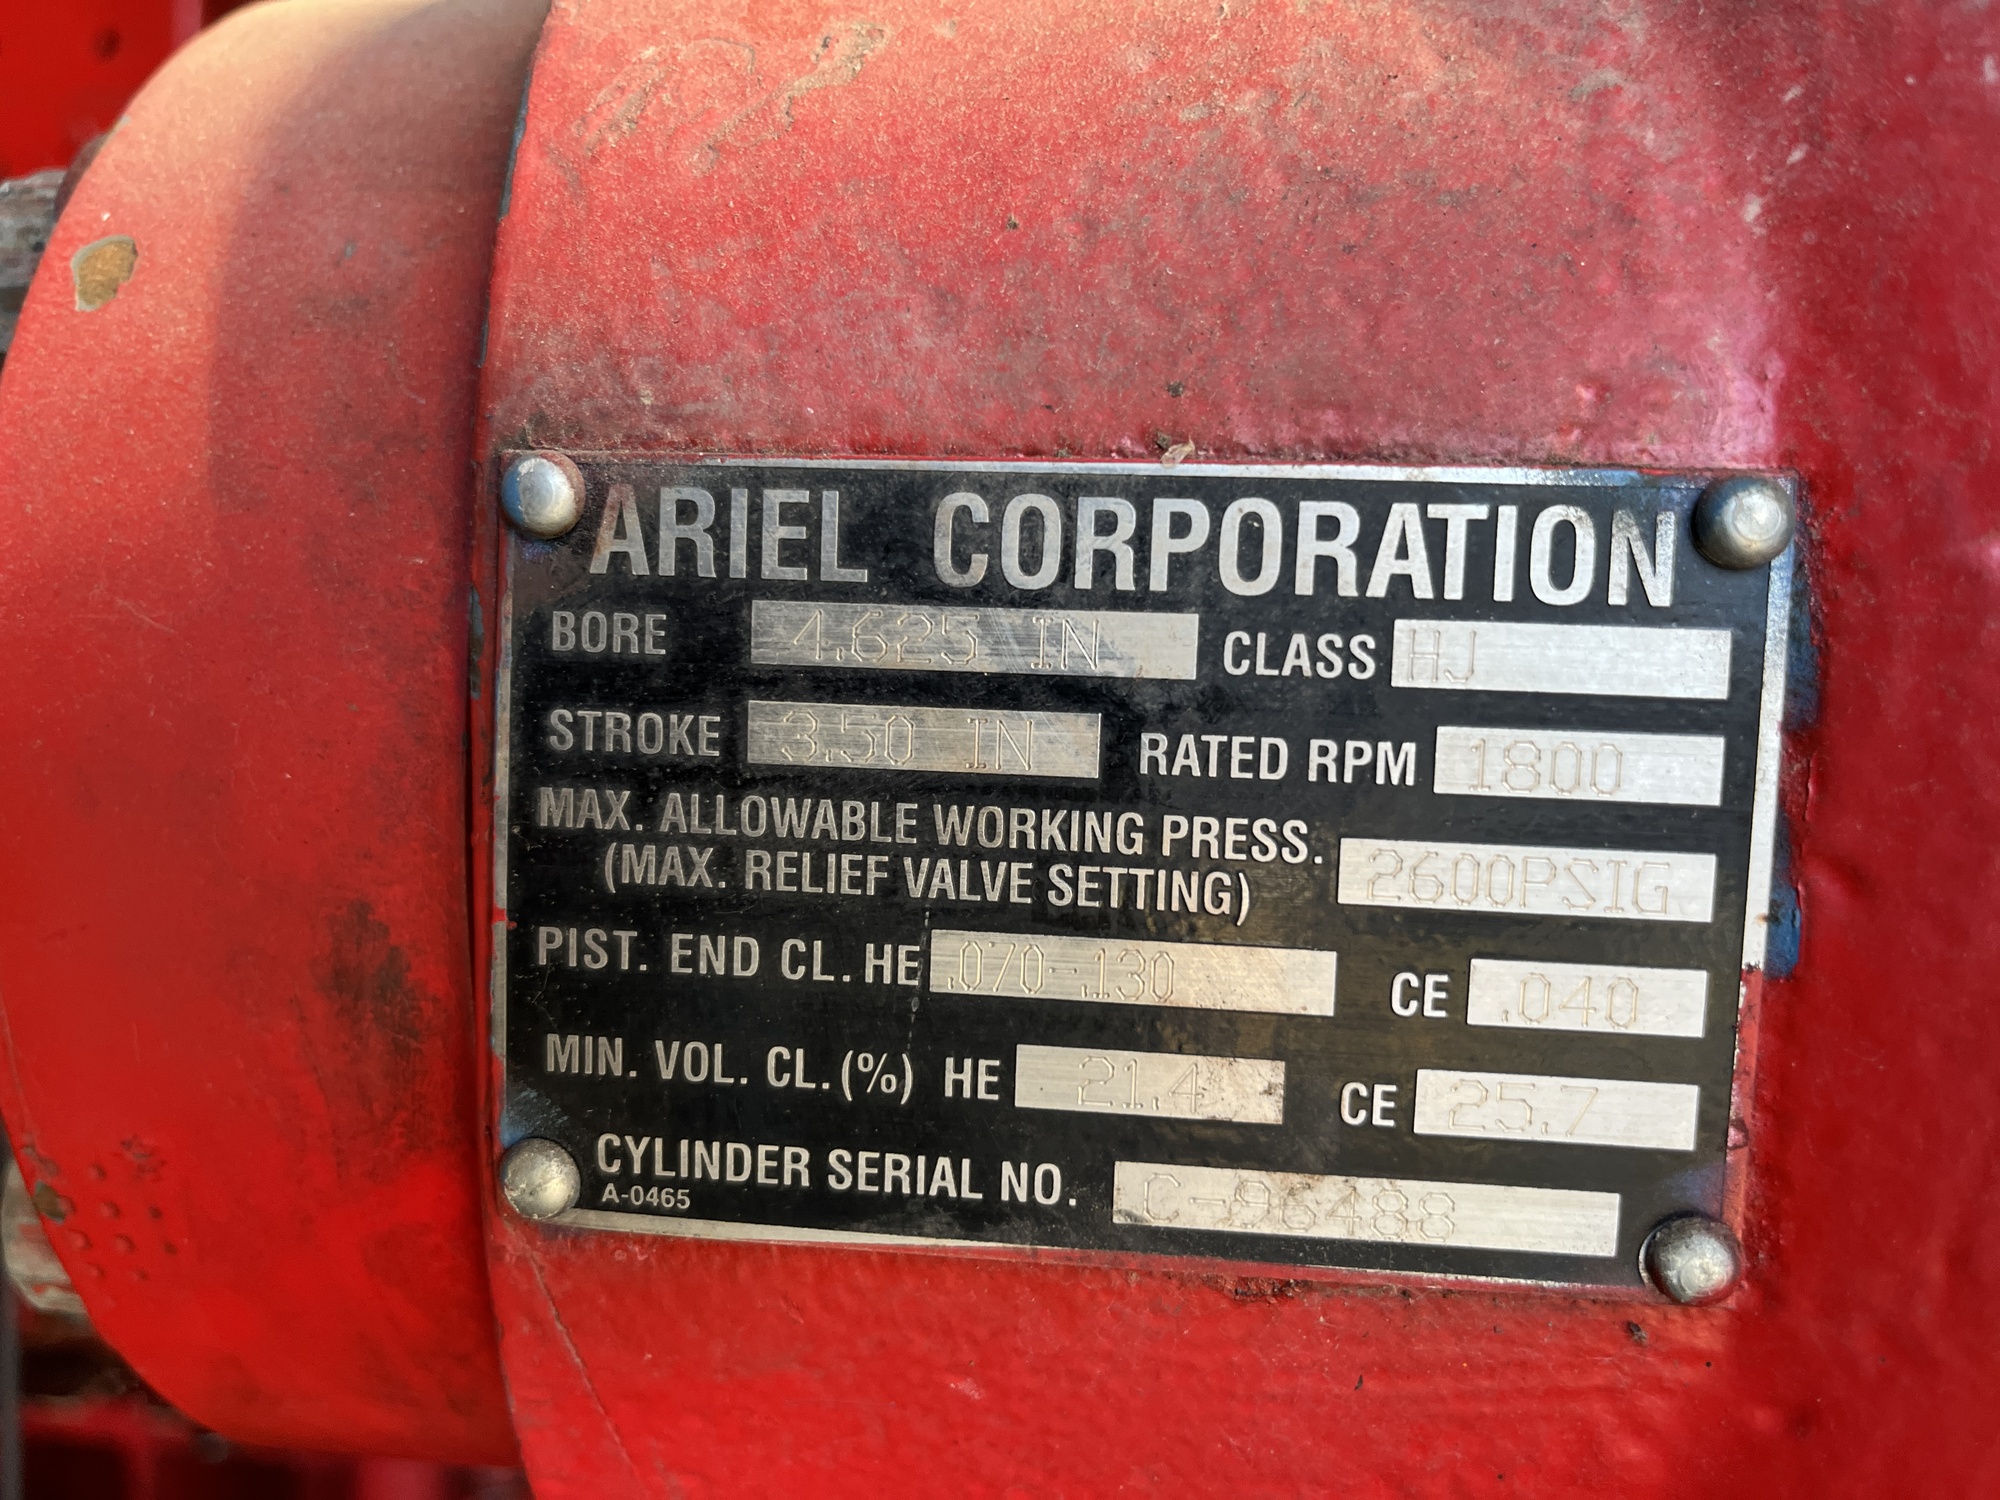 ARIEL CORPORATION
BORE 4.625 IN CLASS HJ
STROKE 3.50 IN RATED RPM 1800
MAX. ALLOWABLE WORKING PRESS.
(MAX. RELIEF VALVE SETTING) 2600PSIG
PIST. END CL. HE .070-.130 CE .040
MIN. VOL. CL. (%) HE 21.4 CE 25.7
CYLINDER SERIAL NO. C-96488
A-0465